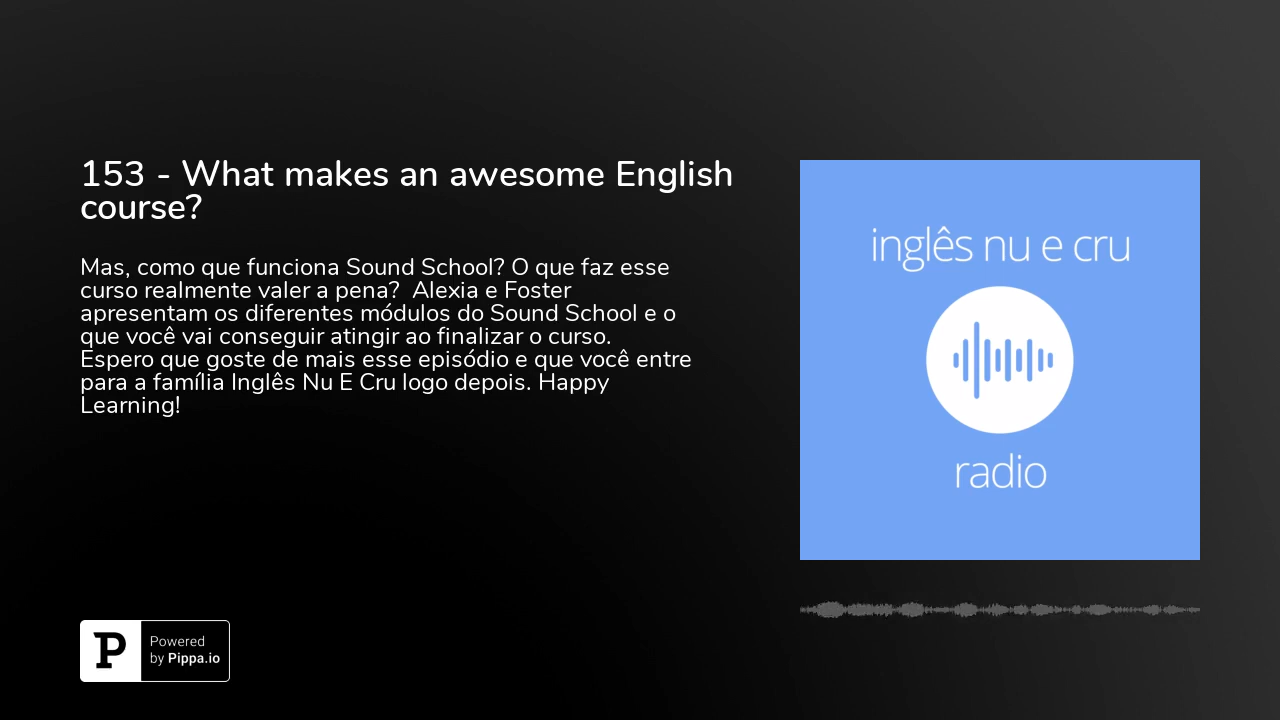 153 - What makes an awesome English
course?
Mas, como que funciona Sound School? O que faz esse
curso realmente valer a pena?  Alexia e Foster
apresentam os diferentes módulos do Sound School e o
que você vai conseguir atingir ao finalizar o curso.
Espero que goste de mais esse episódio e que você entre
para a família Inglês Nu E Cru logo depois. Happy
Learning!
inglês nu e cru
radio
P
Powered
by Pippa.io